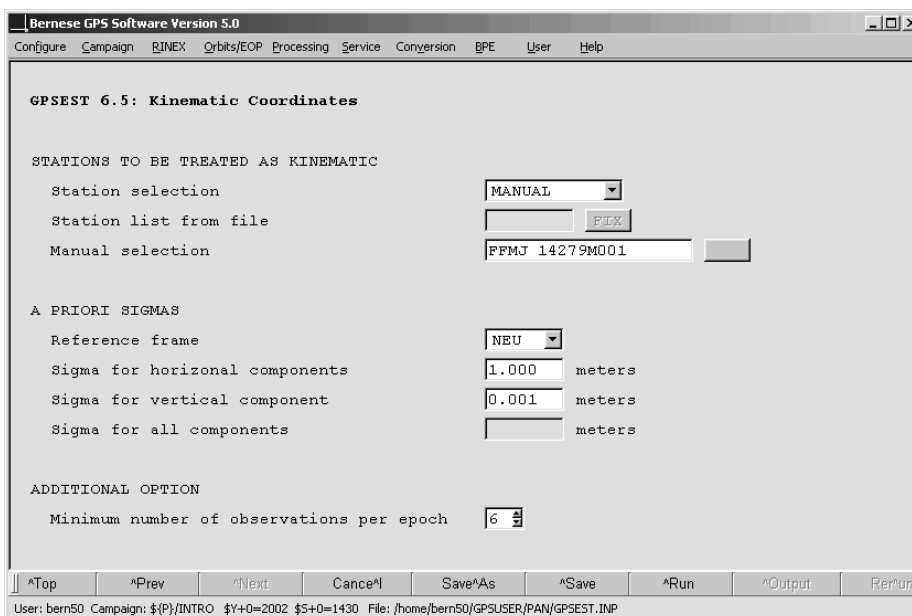 Bernese GPS Software Version 5.0
Configure Campaign RINEX Orbits/EOP Processing Service Conversion BPE User Help
GPSEST 6.5: Kinematic Coordinates
STATIONS TO BE TREATED AS KINEMATIC
Station selection MANUAL
Station list from file FIX
Manual selection FFMJ 14279M001
A PRIORI SIGMAS
Reference frame NEU
Sigma for horizonal components 1.000 meters
Sigma for vertical component 0.001 meters
Sigma for all components meters
ADDITIONAL OPTION
Minimum number of observations per epoch 6
^Top ^Prev ^Next Cance^l Save^As ^Save ^Run ^Output Rer^un
User: bern50 Campaign: ${P}/INTRO $Y+0=2002 $S+0=1430 File: /home/bern50/GPSUSER/PAN/GPSEST.INP